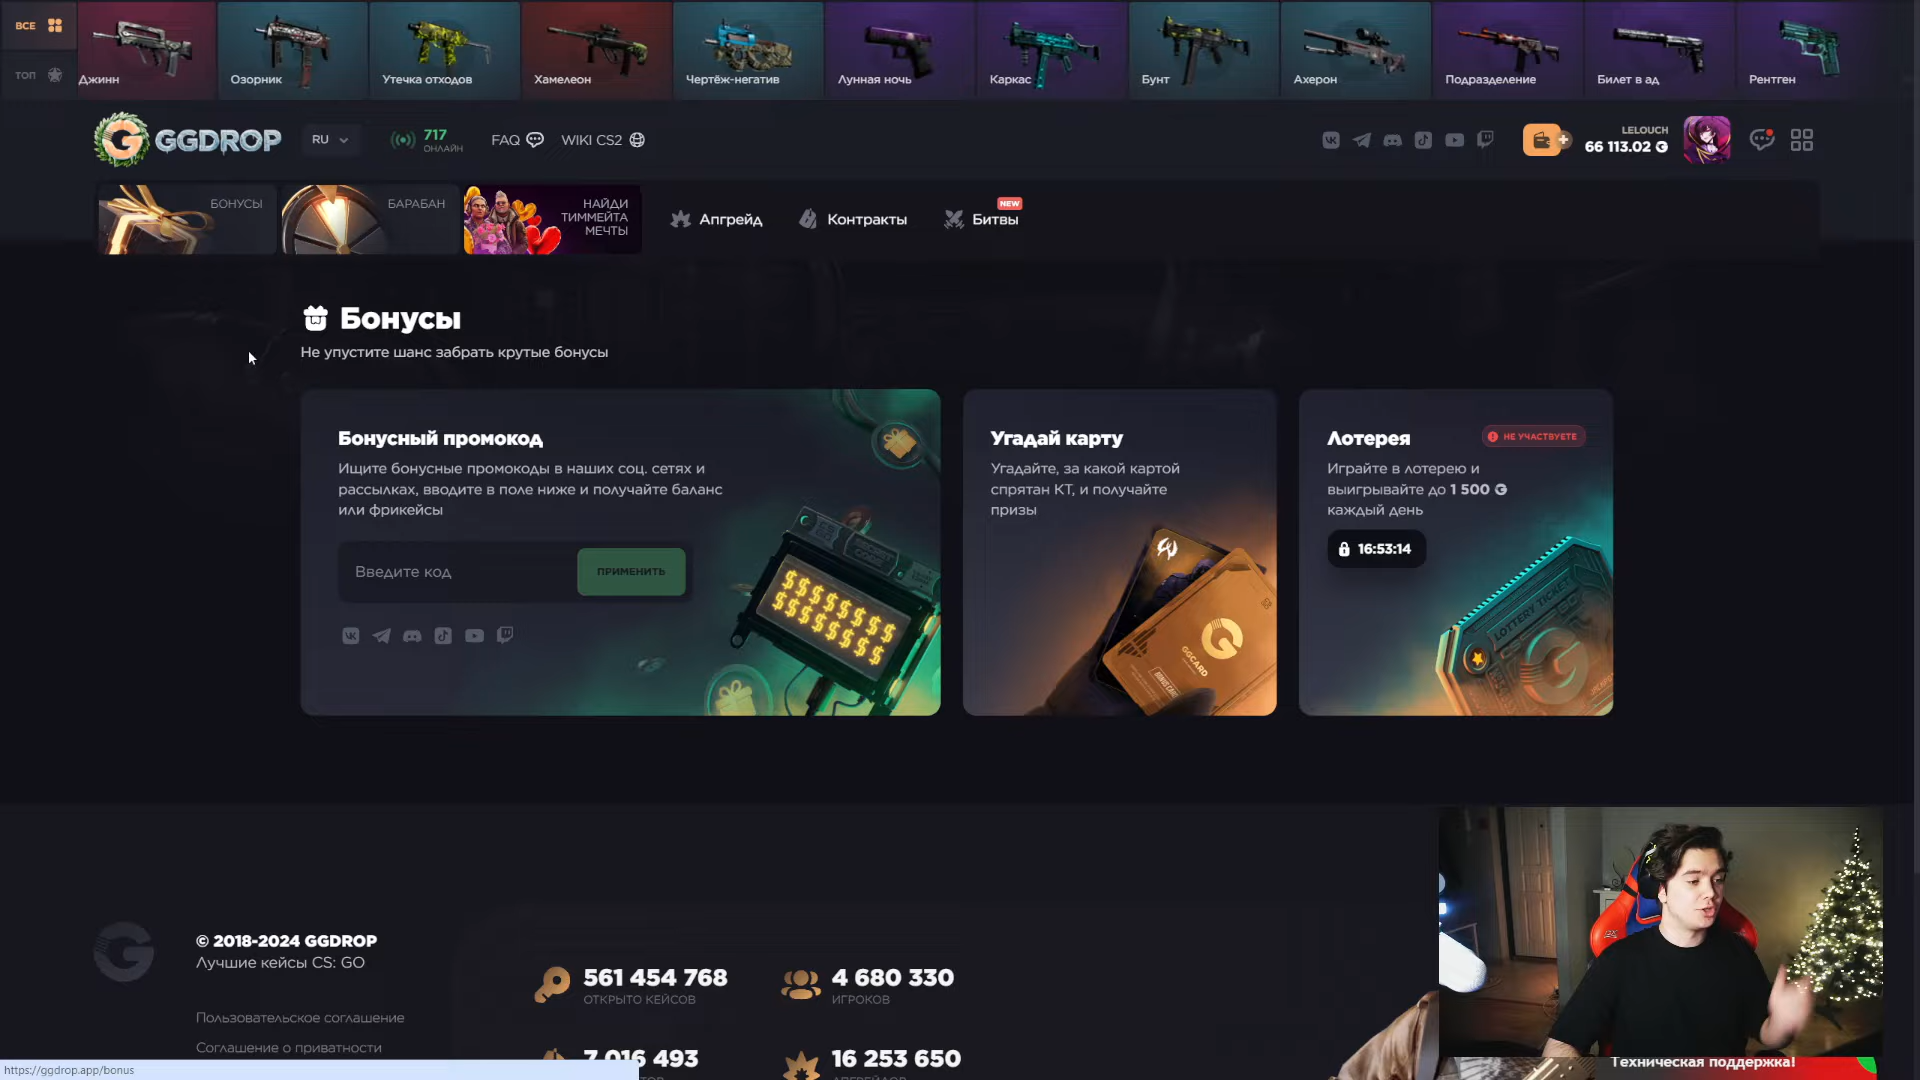 ВСЕ
ТОП
Джинн
Озорник
Утечка отходов
Хамелеон
Чертёж-негатив
Лунная ночь
Каркас
Бунт
Ахерон
Подразделение
Билет в ад
Рентген
GGDROP
RU
717
ОНЛАЙН
FAQ
WIKI CS2
LELOUCH
66 113.02
БОНУСЫ
БАРАБАН
НАЙДИ
ТИММЕЙТА
МЕЧТЫ
Апгрейд
Контракты
Битвы
NEW
Бонусы
Не упустите шанс забрать крутые бонусы
Бонусный промокод
Ищите бонусные промокоды в наших соц. сетях и
рассылках, вводите в поле ниже и получайте баланс
или фрикейсы
Введите код
ПРИМЕНИТЬ
$$$$$$$$
$$$$$$$$
Угадай карту
Угадайте, за какой картой
спрятан КТ, и получайте
призы
GGCARD
Лотерея
НЕ УЧАСТВУЕТЕ
Играйте в лотерею и
выигрывайте до 1 500 G
каждый день
16:53:14
LOTTERY TICKET
© 2018-2024 GGDROP
Лучшие кейсы CS: GO
Пользовательское соглашение
Соглашение о приватности
561 454 768
ОТКРЫТО КЕЙСОВ
4 680 330
ИГРОКОВ
7 016 493
16 253 650
Техническая поддержка!
https://ggdrop.app/bonus